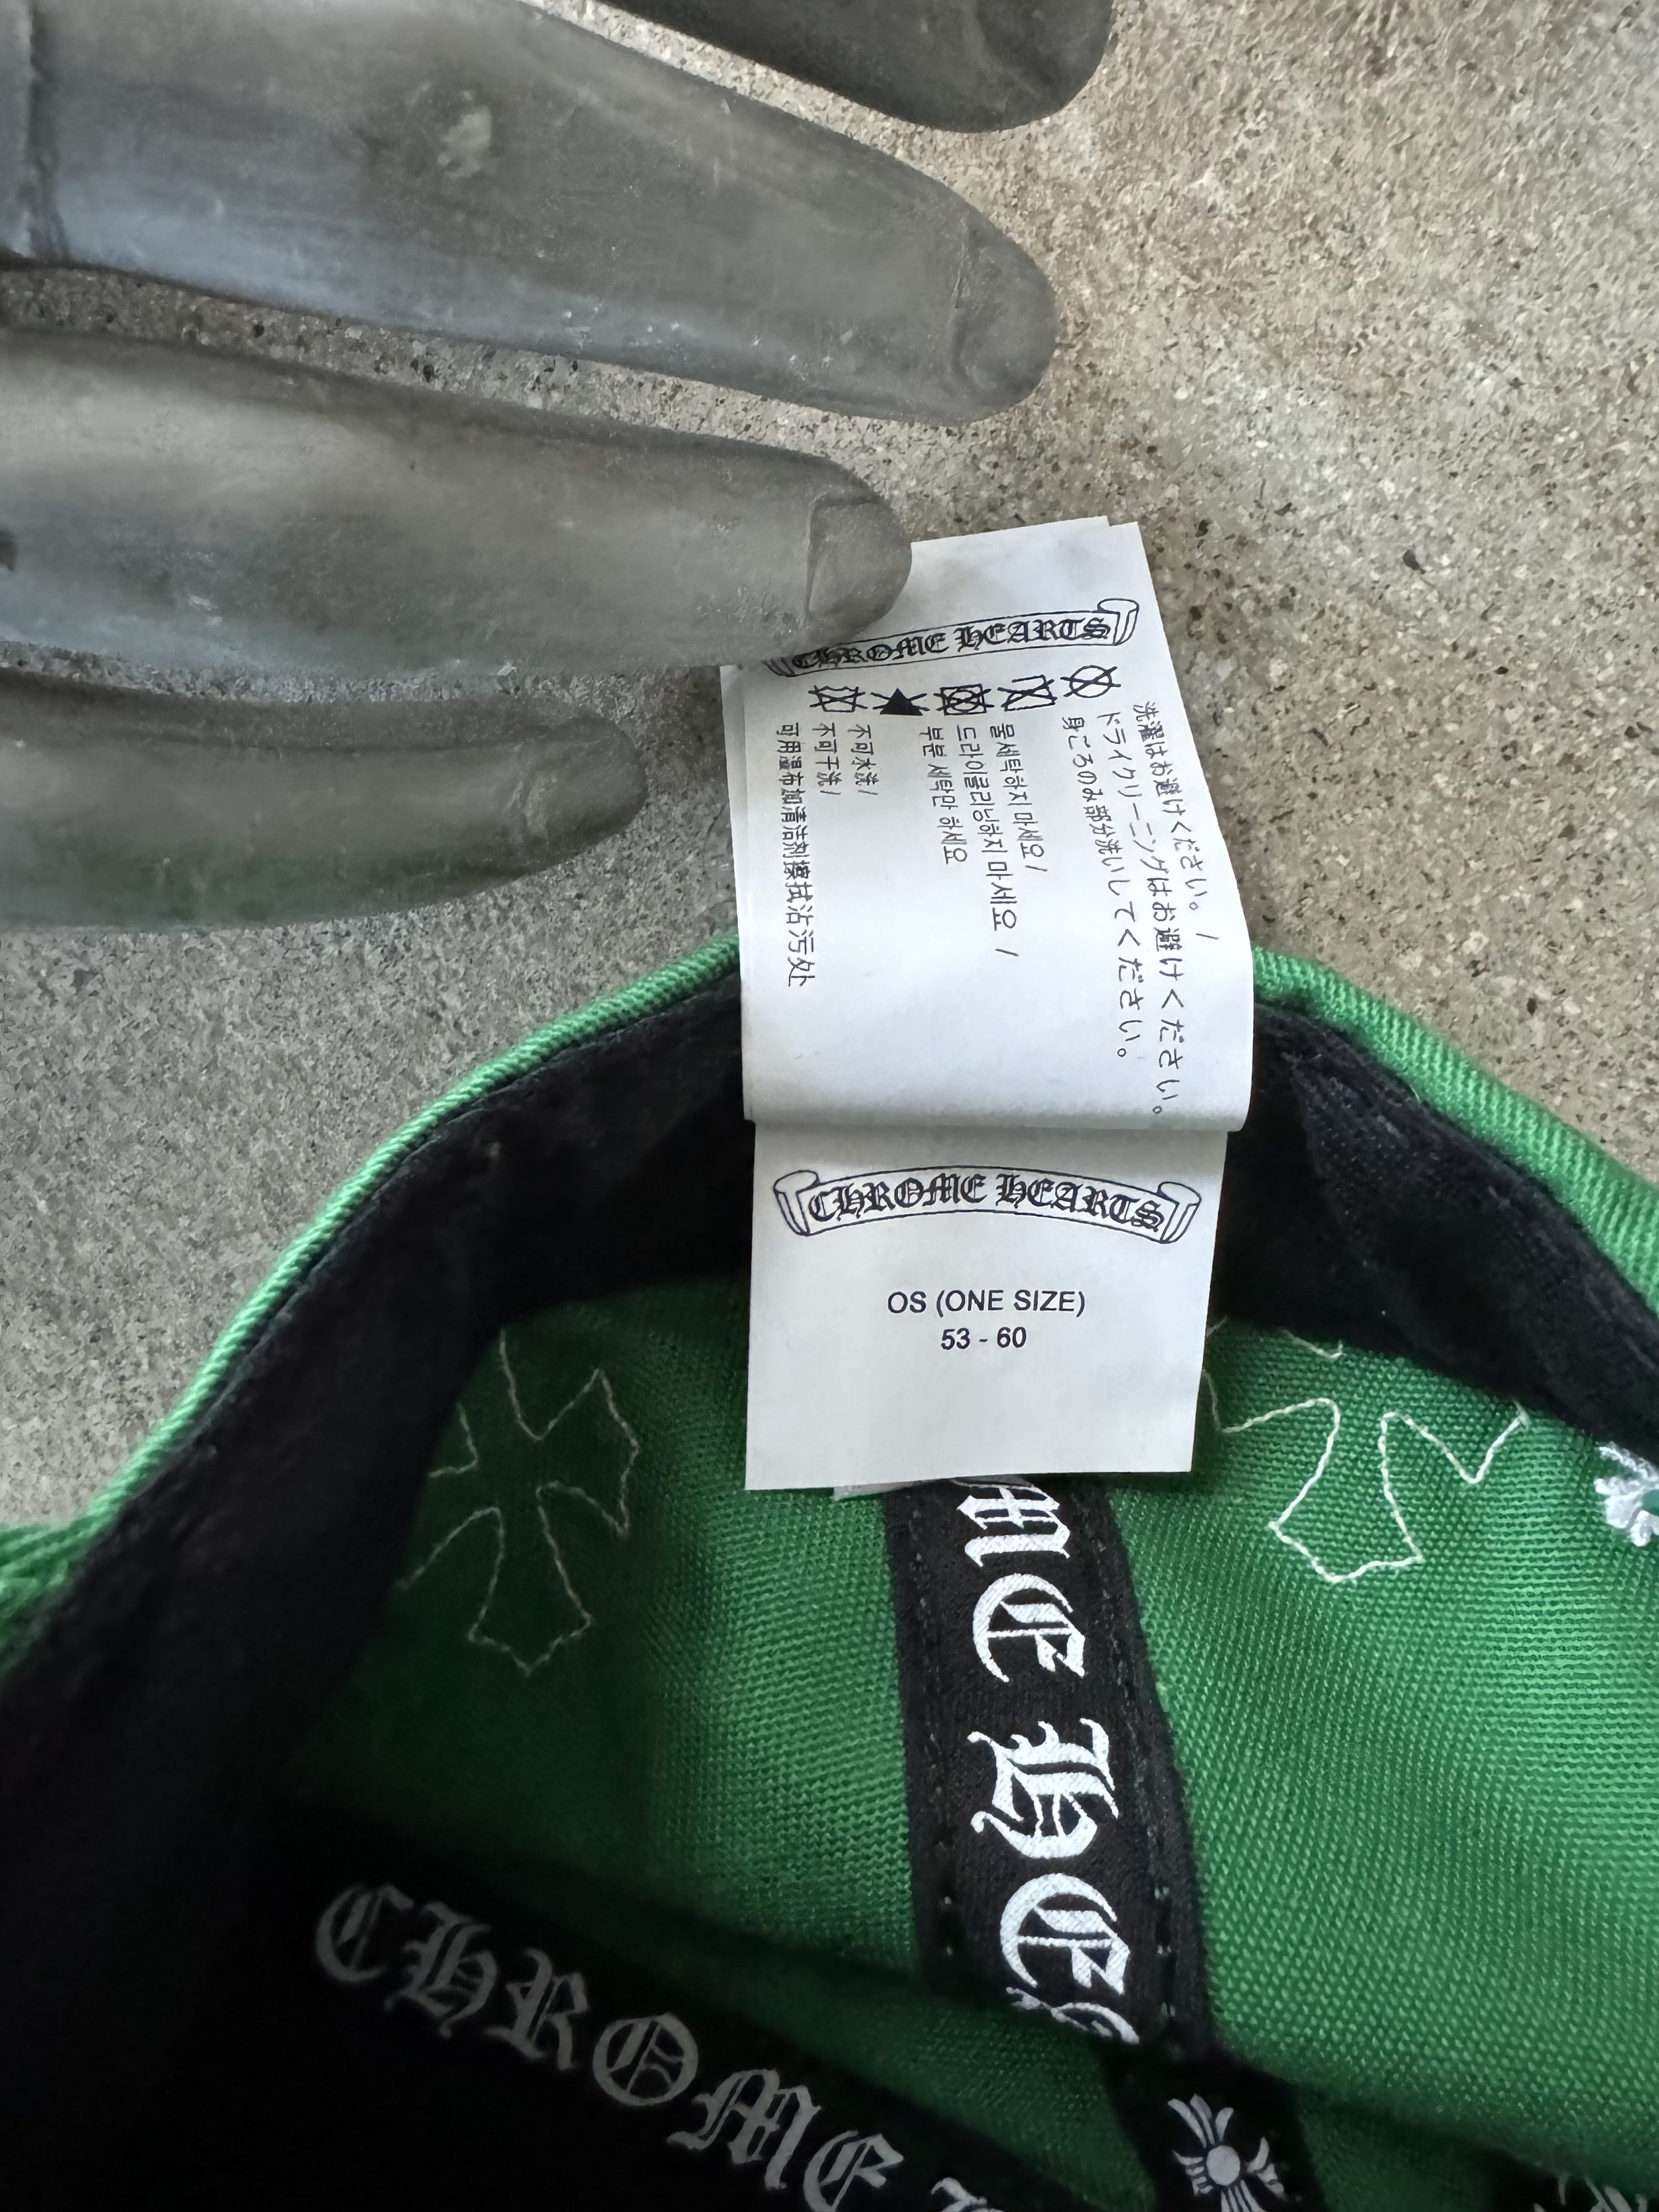 CHROME HEARTS
洗濯はお避けください。 /
ドライクリーニングはお避けください。
身ごろのみ部分洗いしてください。
물세탁하지 마세요 /
드라이클리닝하지 마세요 /
부분 세탁만 하세요
不可水洗 /
不可干洗 /
可用湿布加清洁剂擦拭沾污处
CHROME HEARTS
OS (ONE SIZE)
53 - 60
ME HE
CHROME